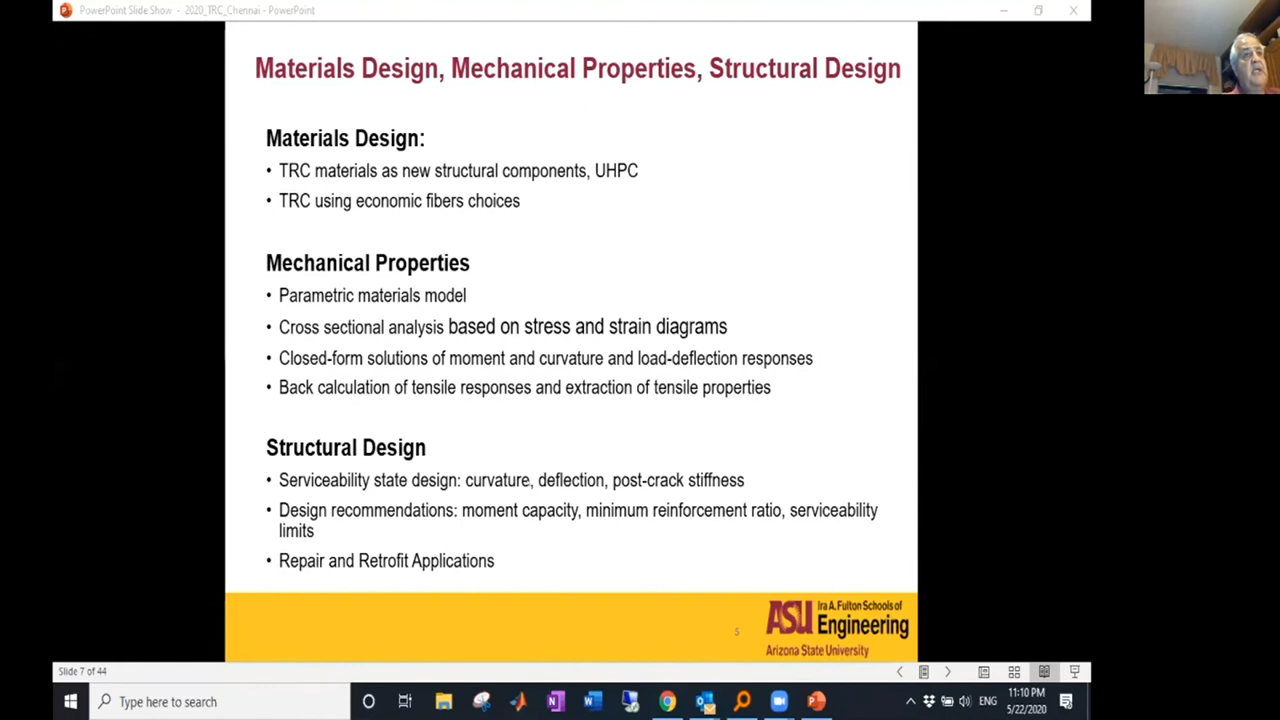 PowerPoint Slide Show - 2020_TRC_Chennai - PowerPoint
Materials Design, Mechanical Properties, Structural Design
Materials Design:
• TRC materials as new structural components, UHPC
• TRC using economic fibers choices
Mechanical Properties
• Parametric materials model
• Cross sectional analysis based on stress and strain diagrams
• Closed-form solutions of moment and curvature and load-deflection responses
• Back calculation of tensile responses and extraction of tensile properties
Structural Design
• Serviceability state design: curvature, deflection, post-crack stiffness
• Design recommendations: moment capacity, minimum reinforcement ratio, serviceability
limits
• Repair and Retrofit Applications
5
ASU Ira A. Fulton Schools of
Engineering
Arizona State University
Slide 7 of 44
Type here to search
ENG
11:10 PM
5/22/2020